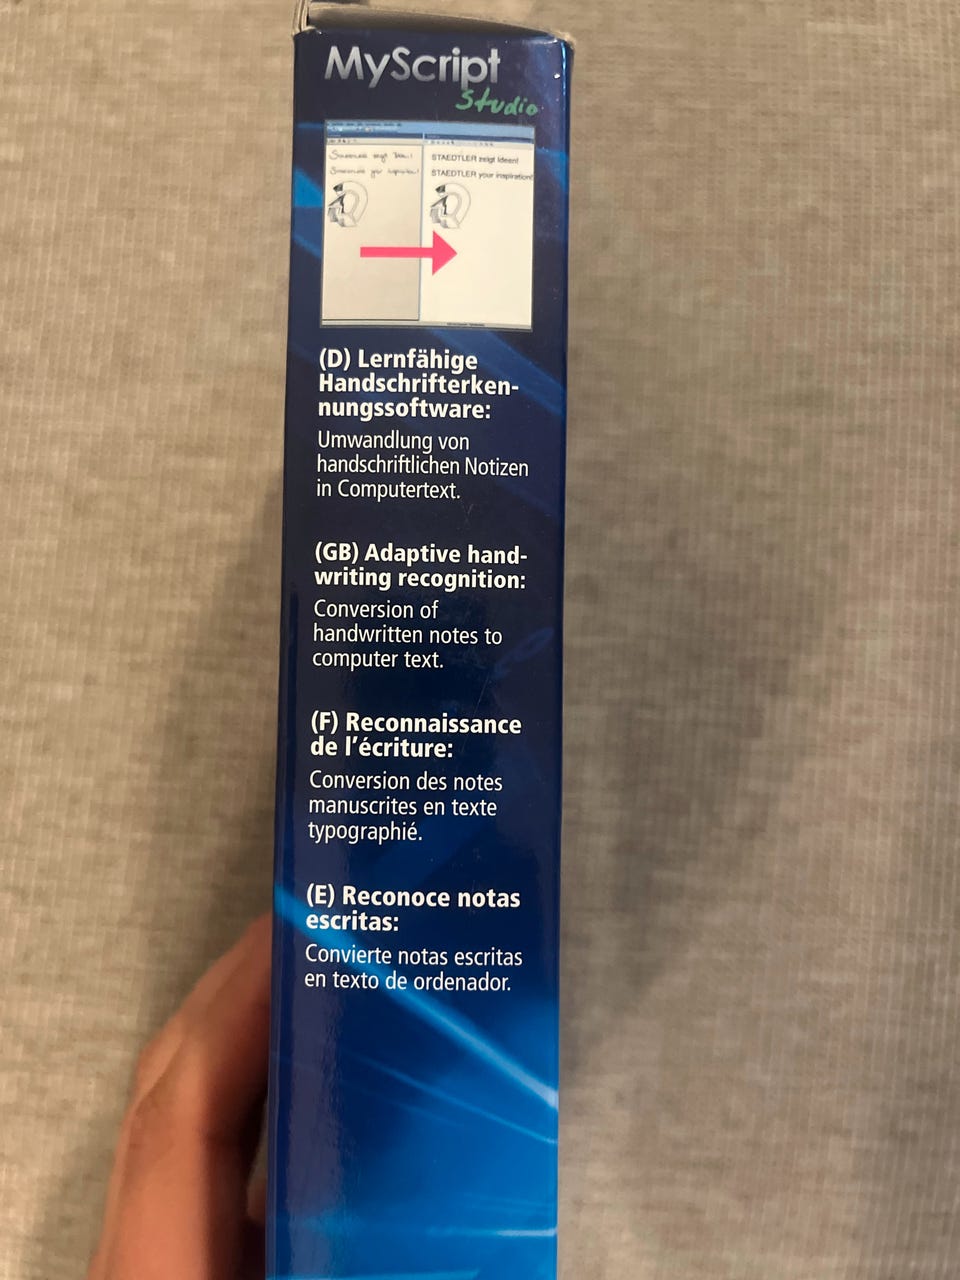 MyScript
Studio
STAEDTLER zeigt Ideen!
STAEDTLER your inspiration!
(D) Lernfähige
Handschrifterken-
nungssoftware:
Umwandlung von
handschriftlichen Notizen
in Computertext.
(GB) Adaptive hand-
writing recognition:
Conversion of
handwritten notes to
computer text.
(F) Reconnaissance
de l’écriture:
Conversion des notes
manuscrites en texte
typographié.
(E) Reconoce notas
escritas:
Convierte notas escritas
en texto de ordenador.